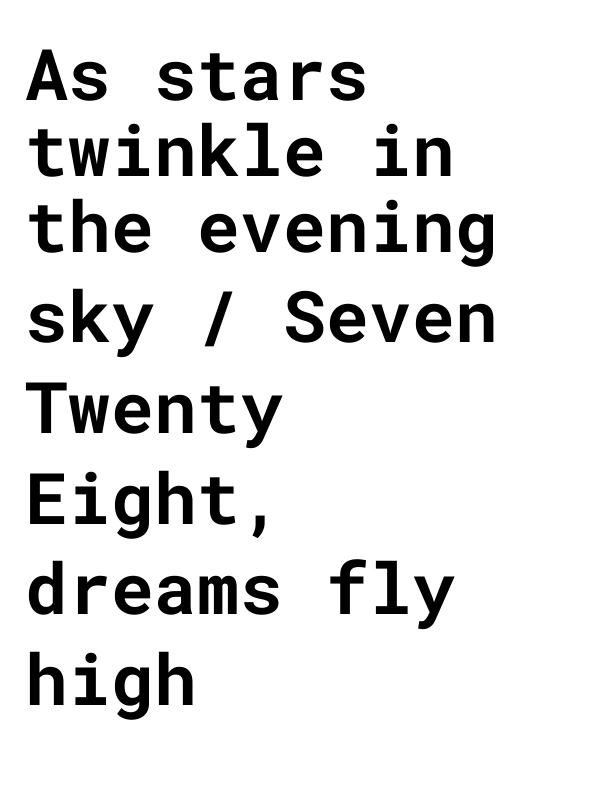 As stars
twinkle in
the evening
sky / Seven
Twenty
Eight,
dreams fly
high